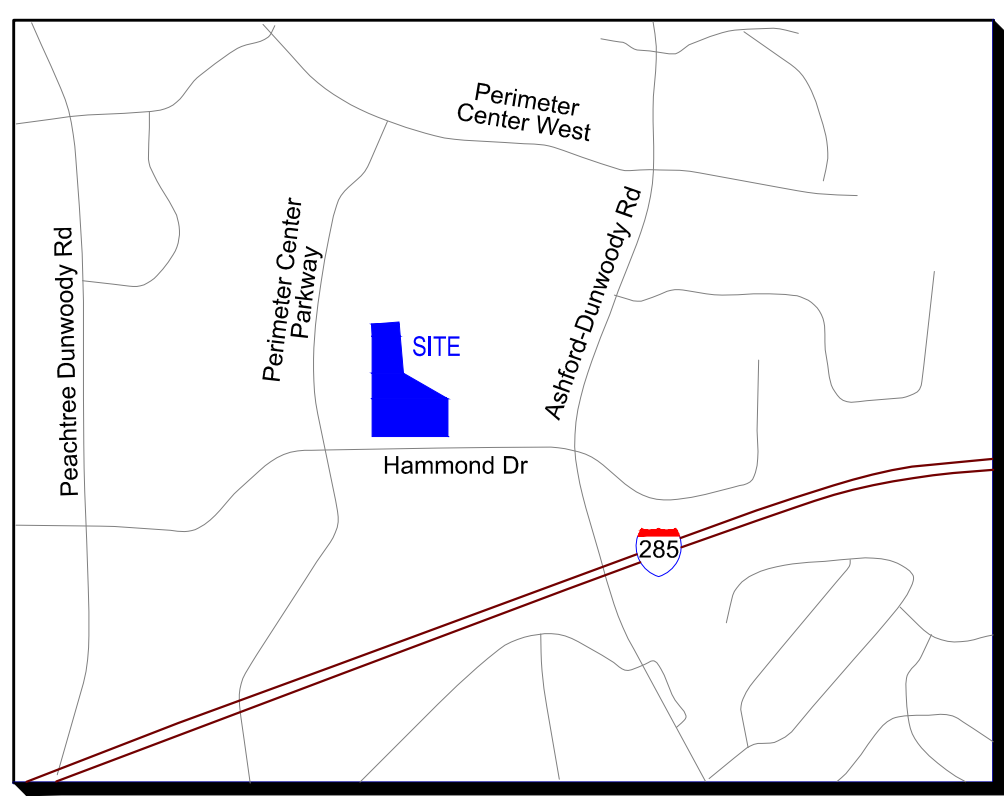 Perimeter
Center West
Perimeter Center
Parkway
Ashford-Dunwoody Rd
Peachtree Dunwoody Rd
SITE
Hammond Dr
285